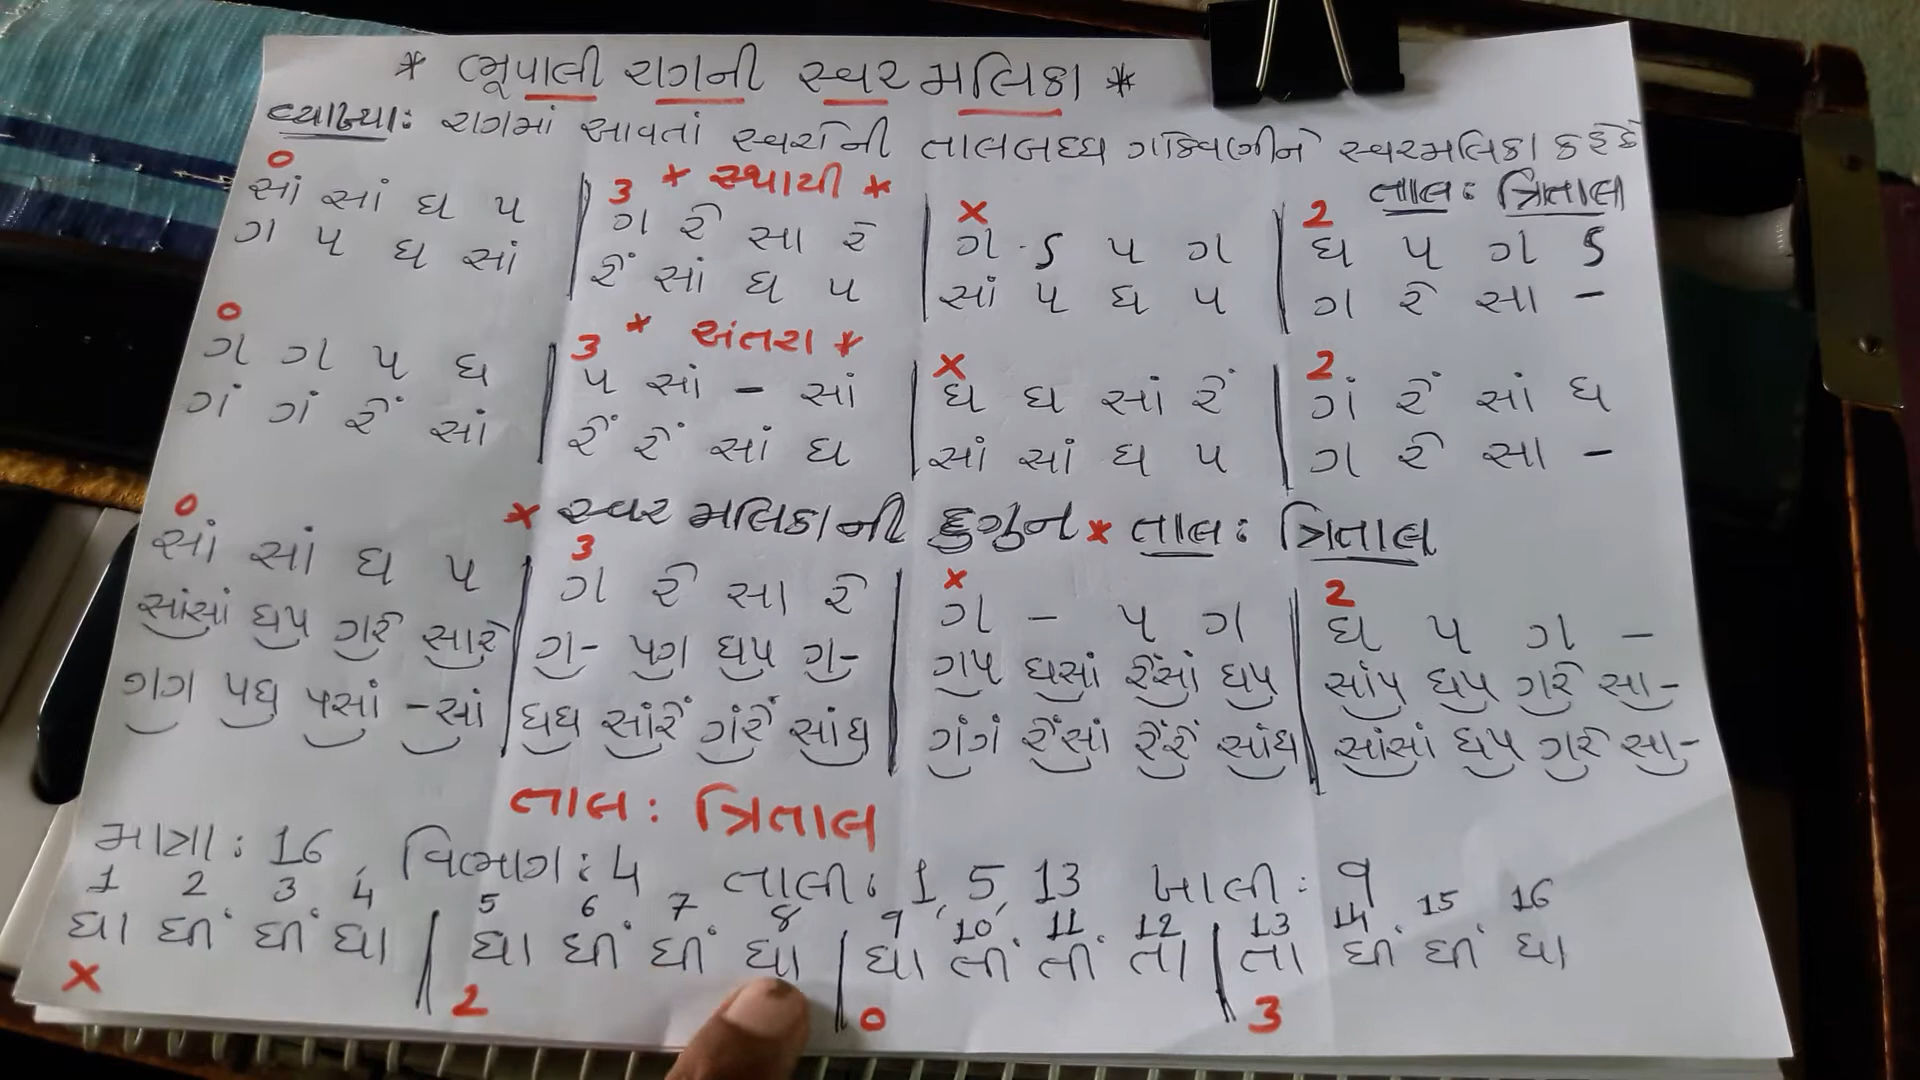 * ભૂપાલી રાગની સ્વર મલિકા *
વ્યાખ્યા: રાગમાં આવતાં સ્વરોની તાલબધ્ધ ગોઠવણીને સ્વરમલિકા કહે છે
તાલ: ત્રિતાલ
0 3 * સ્થાયી * x 2
સાં સાં ધ પ | ગ રે સા રે | ગ S પ ગ | ધ પ ગ S
ગ પ ધ સાં | રેં સાં ધ પ | સાં પ ધ પ | ગ રે સા -
0 3 * અંતરા * x 2
ગ ગ પ ધ | પ સાં - સાં | ધ ધ સાં રેં | ગં રેં સાં ધ
ગં ગં રેં સાં | રેં રેં સાં ધ | સાં સાં ધ પ | ગ રે સા -
* સ્વર મલિકાની દુગુન * તાલ: ત્રિતાલ
0 3 x 2
સાં સાં ધ પ | ગ રે સા રે | ગ - પ ગ | ધ પ ગ -
સાંસાં ધપ ગરે સારે | ગ- પગ ધપ ગ- | ગપ ધસાં રેંસાં ધપ | સાંપ ધપ ગરે સા-
ગગ પધ પસાં -સાં | ધધ સાંરેં ગંરેં સાંધ | ગંગં રેંસાં રેંરેં સાંધ | સાંસાં ધપ ગરે સા-
તાલ: ત્રિતાલ
માત્રા: 16, વિભાગ: 4 તાલી: 1, 5, 13 ખાલી: 9
1 2 3 4 5 6 7 8 9 10 11 12 13 14 15 16
ધા ધીં ધીં ધા | ધા ધીં ધીં ધા | ધા તીં તીં તા | તા ધીં ધીં ધા
x 2 0 3